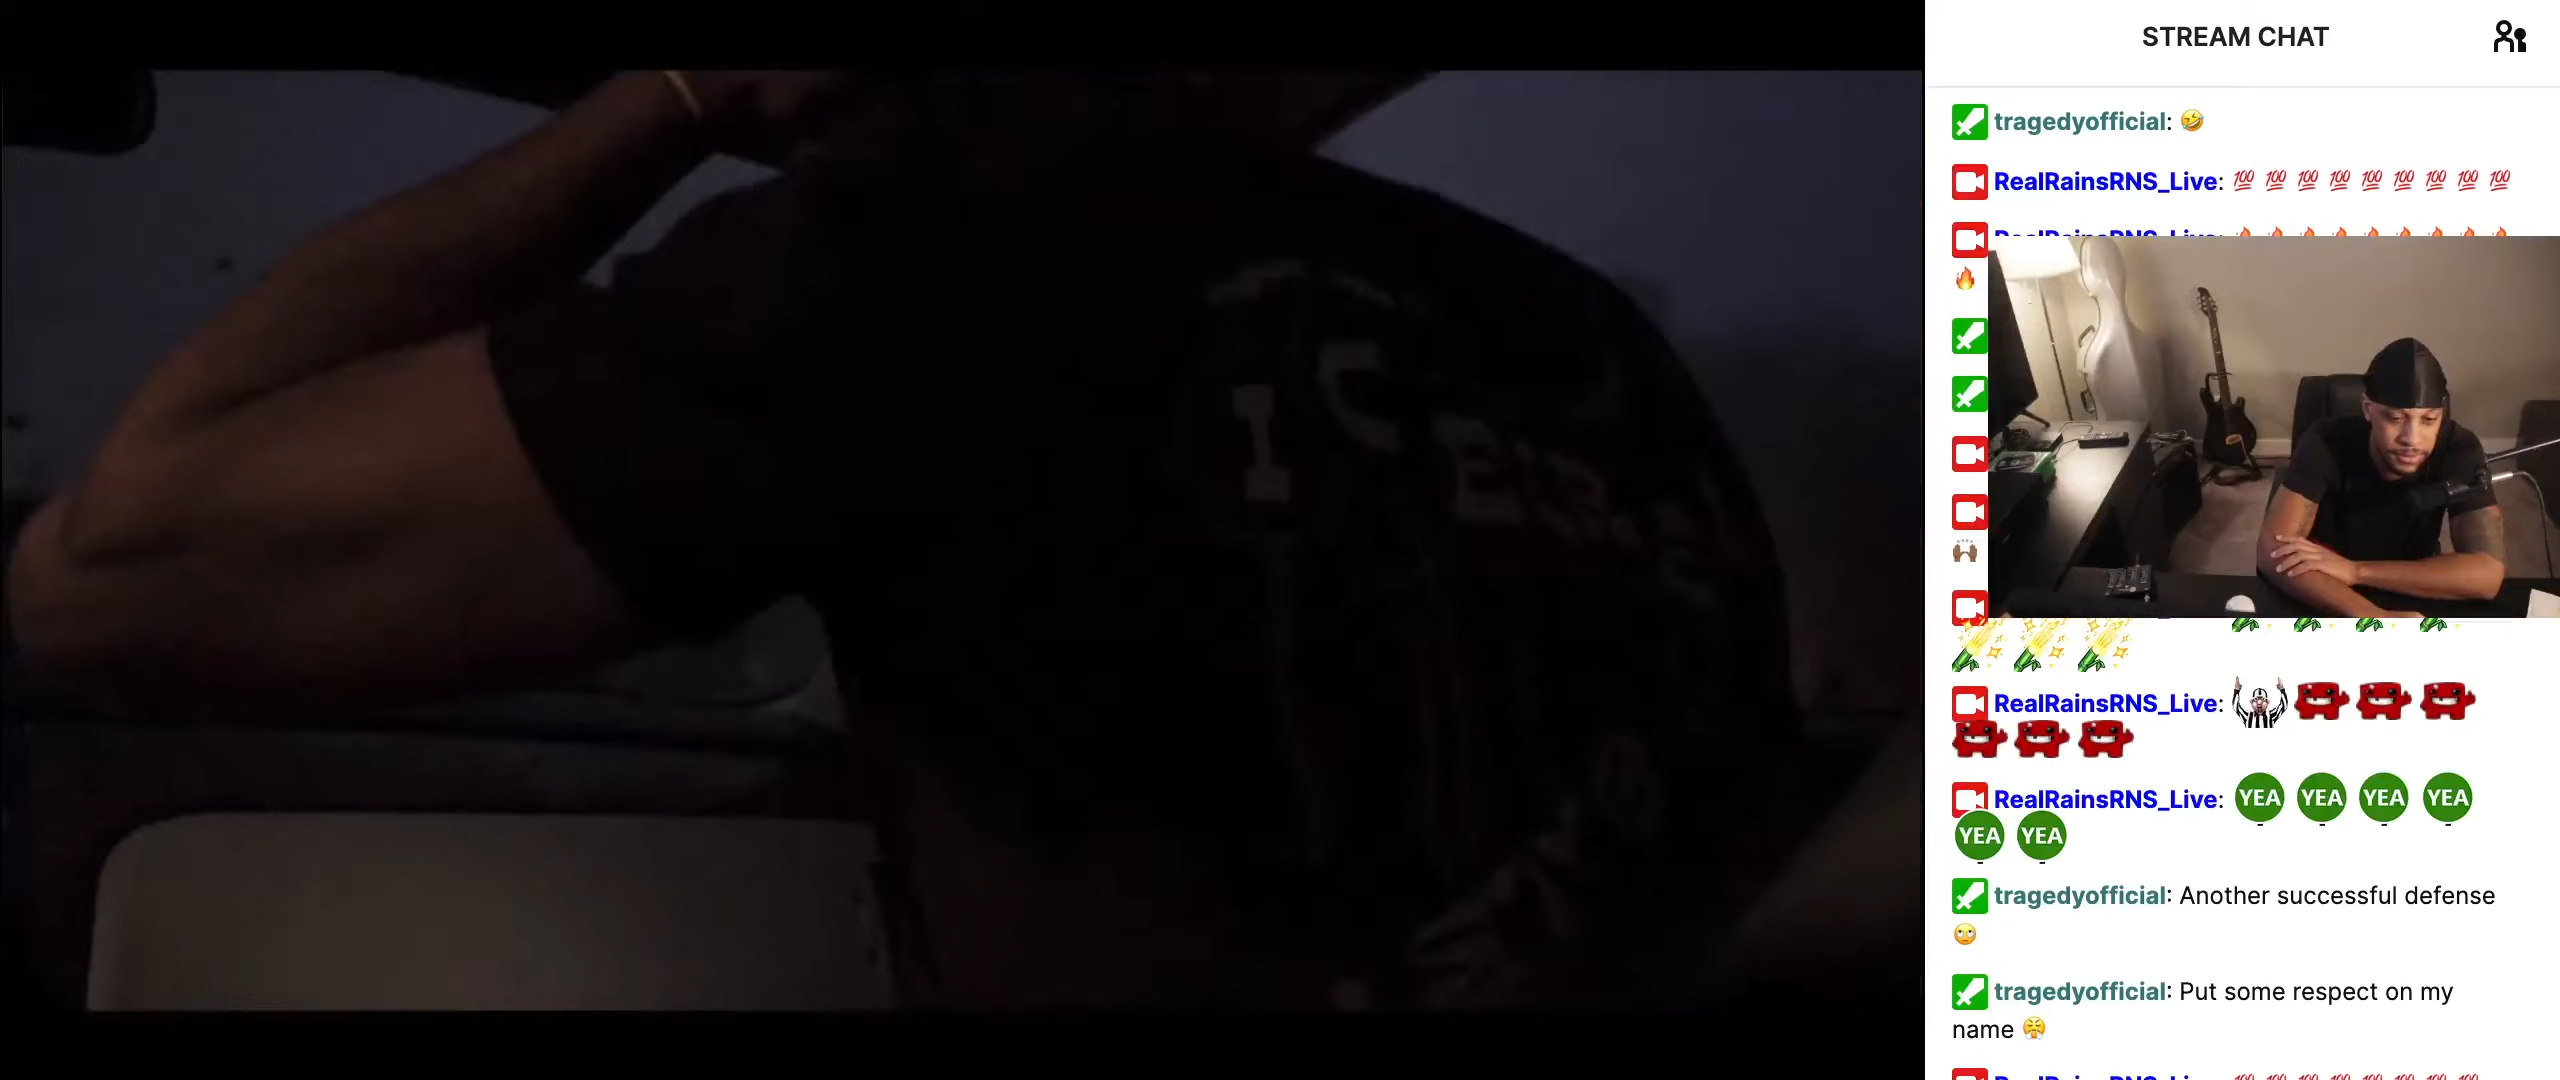 STREAM CHAT
tragedyofficial: 🤣
RealRainsRNS_Live: 💯 💯 💯 💯 💯 💯 💯 💯 💯
RealRainsRNS_Live: 🔥 🔥 🔥 🔥 🔥 🔥 🔥 🔥 🔥
🔥
RealRainsRNS_Live:
YEA YEA YEA YEA
YEA YEA
tragedyofficial: Another successful defense
🙄
tragedyofficial: Put some respect on my
name 😤